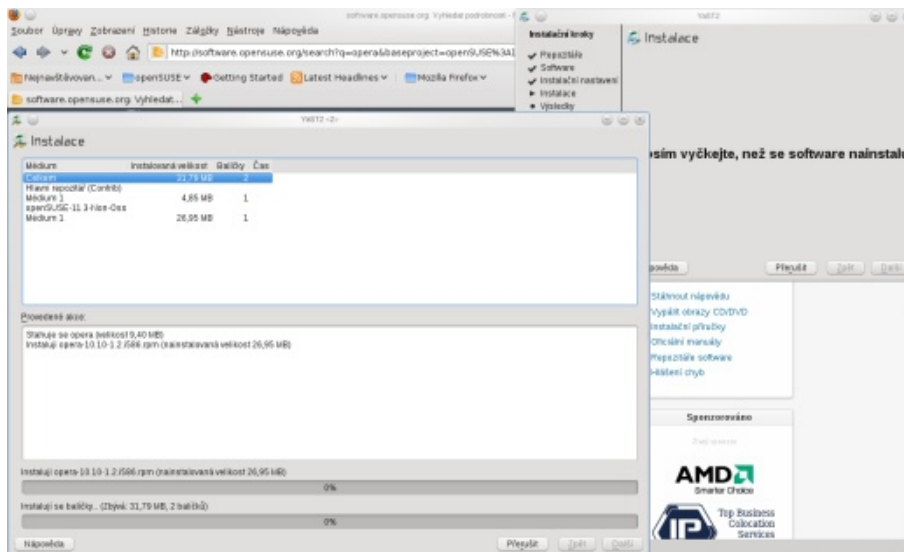 software.opensuse.org: Vyhledat podrobnosti -
Soubor Úpravy Zobrazení Historie Záložky Nástroje Nápověda
http://software.opensuse.org/search?q=opera&baseproject=openSUSE%3A1
Nejnavštěvovan... openSUSE Getting Started Latest Headlines Mozilla Firefox
software.opensuse.org: Vyhledat...
YaST2
Instalační kroky
Repozitáře
Software
Instalační nastavení
Instalace
Výsledky
Instalace
osím vyčkejte, než se software nainstalu
pověda Přerušit Zpět Další
YaST2 <2>
Instalace
Médium Instalovaná velikost Balíčky Čas
Celkem 31,79 MB 2
Hlavní repozitář (Contrib)
Médium 1 4,85 MB 1
openSUSE-11.3-Non-Oss
Médium 1 26,95 MB 1
Provedené akce:
Stahuje se opera (velikost 9,40 MB)
Instaluji opera-10.10-1.2.i586.rpm (nainstalovaná velikost 26,95 MB)
Instaluji opera-10.10-1.2.i586.rpm (nainstalovaná velikost 26,95 MB)
0%
Instalují se balíčky... (Zbývá: 31,79 MB, 2 balíčků)
0%
Nápověda Přerušit Zpět Další
Stáhnout nápovědu
Vypálit obrazy CD/DVD
Instalační příručky
Oficiální manuály
Repozitáře software
Hlášení chyb
Sponzorováno
AMD
Smarter Choice
IP
Top Business
Colocation
Services